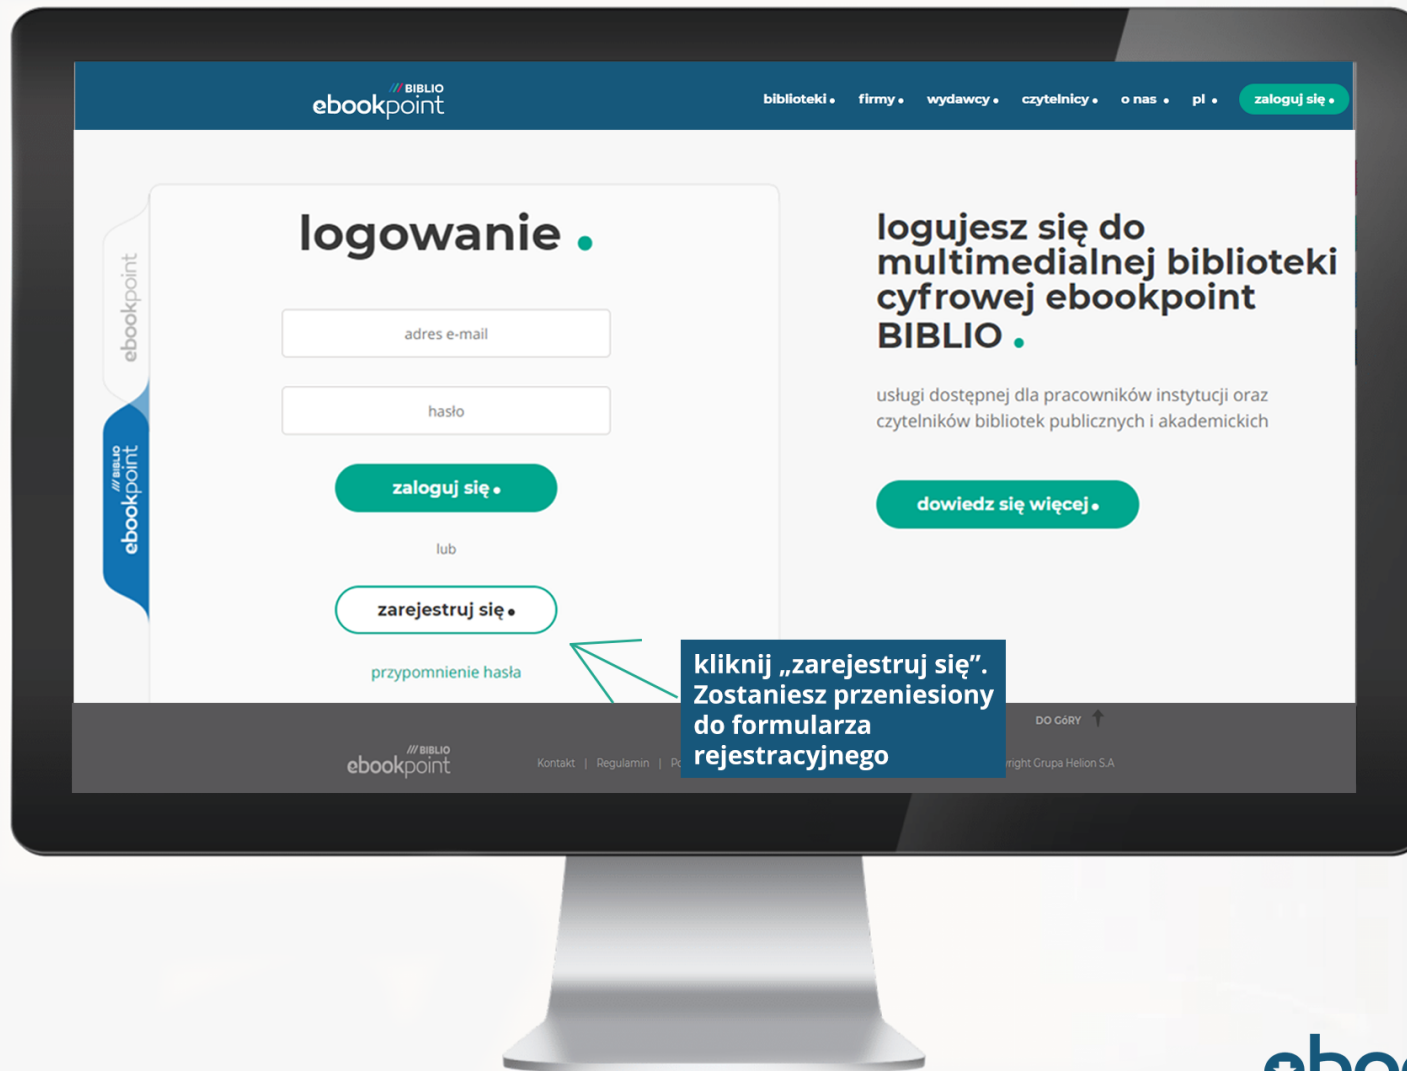 /// BIBLIO
ebookpoint
biblioteki • firmy • wydawcy • czytelnicy • o nas • pl • zaloguj się •
ebookpoint
/// BIBLIO
ebookpoint
logowanie .
adres e-mail
hasło
zaloguj się •
lub
zarejestruj się •
przypomnienie hasła
logujesz się do
multimedialnej biblioteki
cyfrowej ebookpoint
BIBLIO .
usługi dostępnej dla pracowników instytucji oraz
czytelników bibliotek publicznych i akademickich
dowiedz się więcej •
kliknij „zarejestruj się”.
Zostaniesz przeniesiony
do formularza
rejestracyjnego
DO GÓRY
/// BIBLIO
ebookpoint
Kontakt | Regulamin |
Grupa Helion S.A